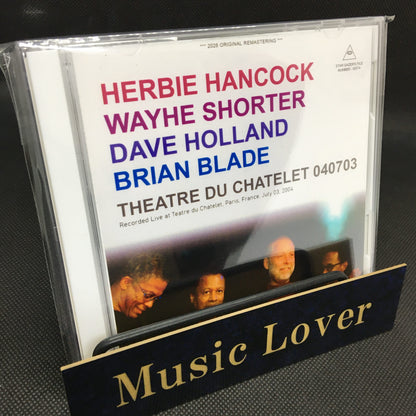 *** 2026 ORIGINAL REMASTERING ***
HERBIE HANCOCK
WAYHE SHORTER
DAVE HOLLAND
BRIAN BLADE
THEATRE DU CHATELET 040703
Recorded Live at Teatre du Chatelet, Paris, France, July 03, 2004
Music Lover